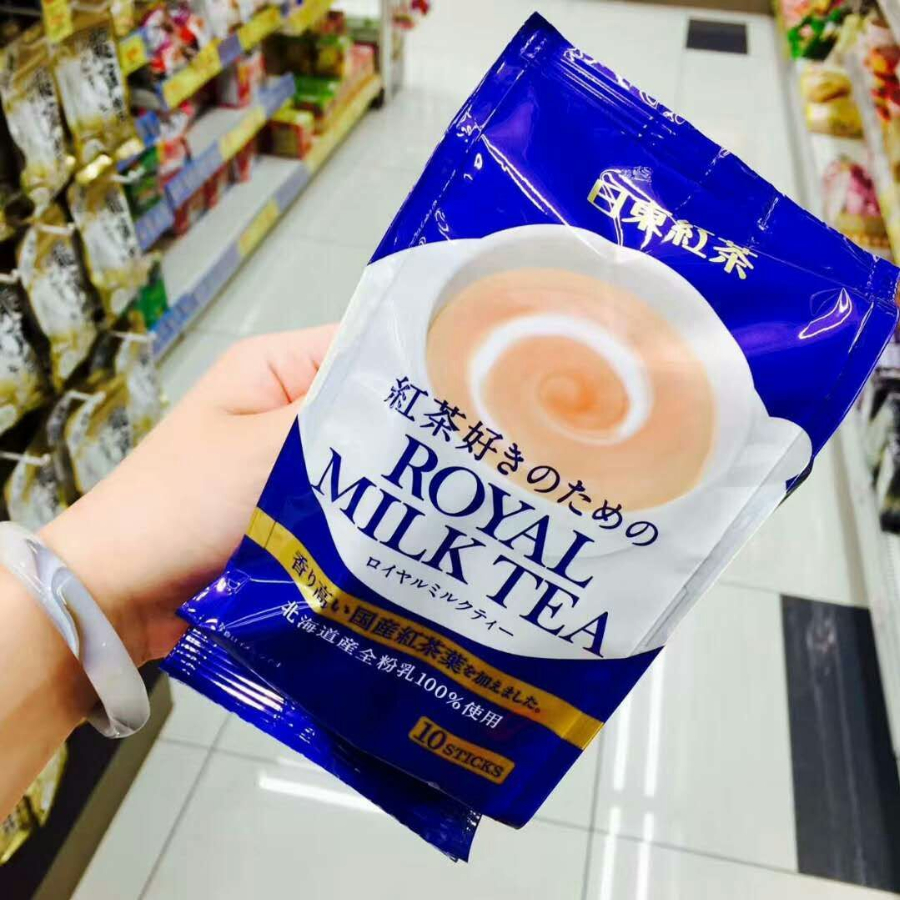 日東紅茶
紅茶好きのための
ROYAL
MILK TEA
ロイヤルミルクティー
香り高い国産紅茶葉を加えました。
北海道産全粉乳100%使用
10 STICKS